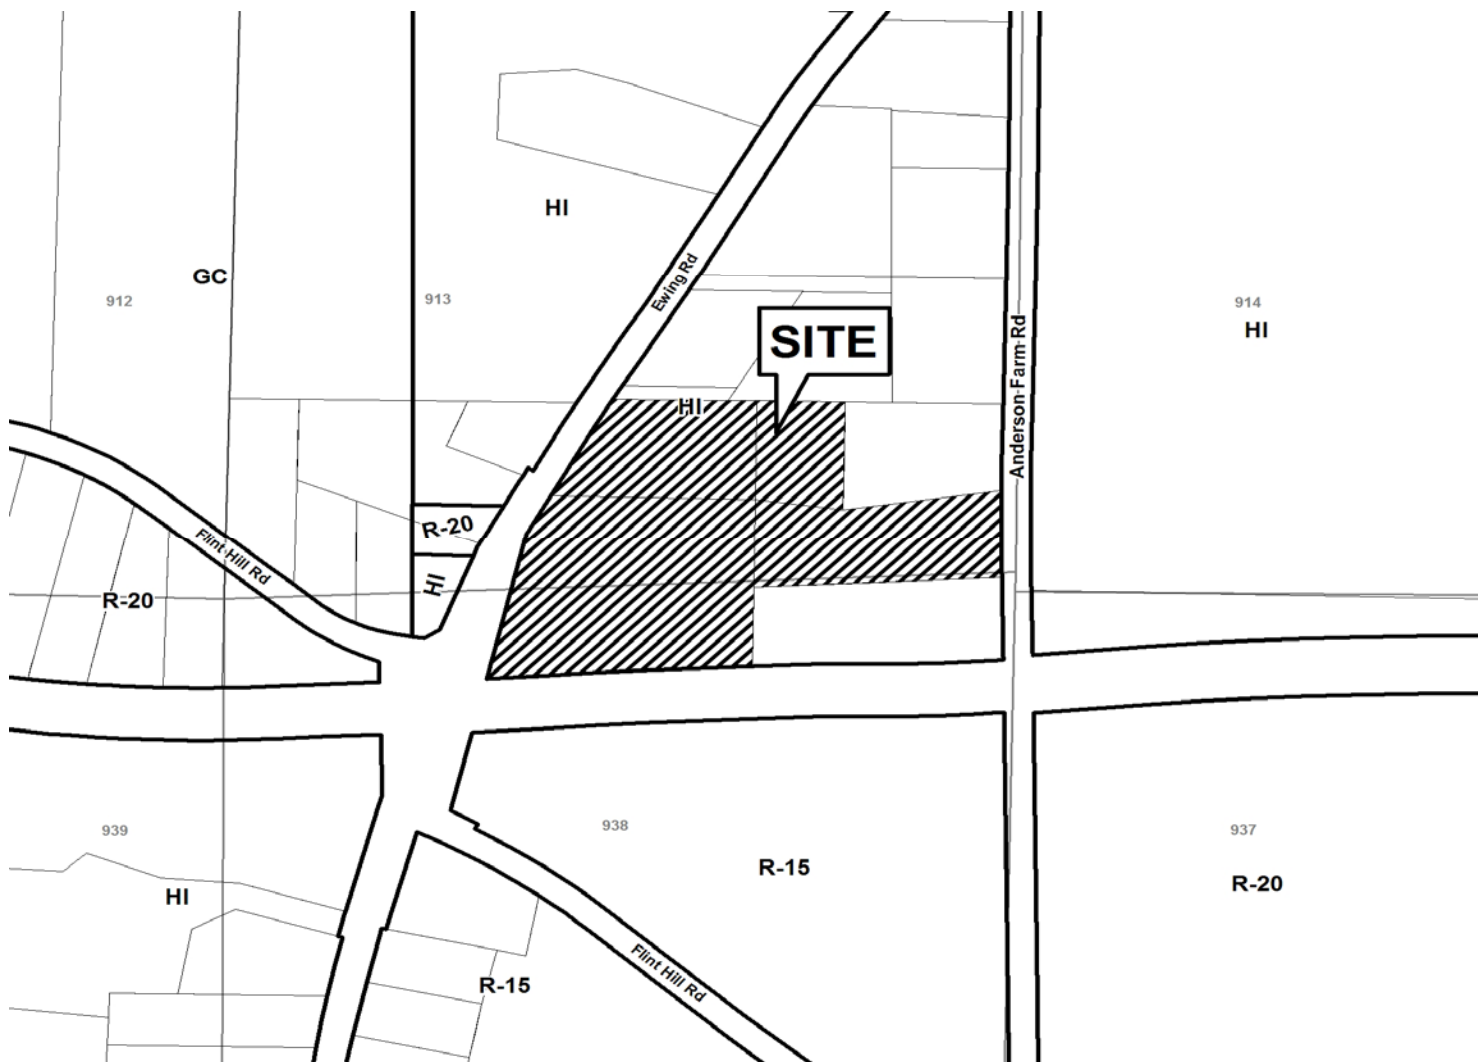 HI
Ewing Rd
GC
912
913
914
HI
SITE
HI
Anderson Farm Rd
R-20
Flint Hill Rd
HI
R-20
939
938
937
R-15
R-20
HI
Flint Hill Rd
R-15